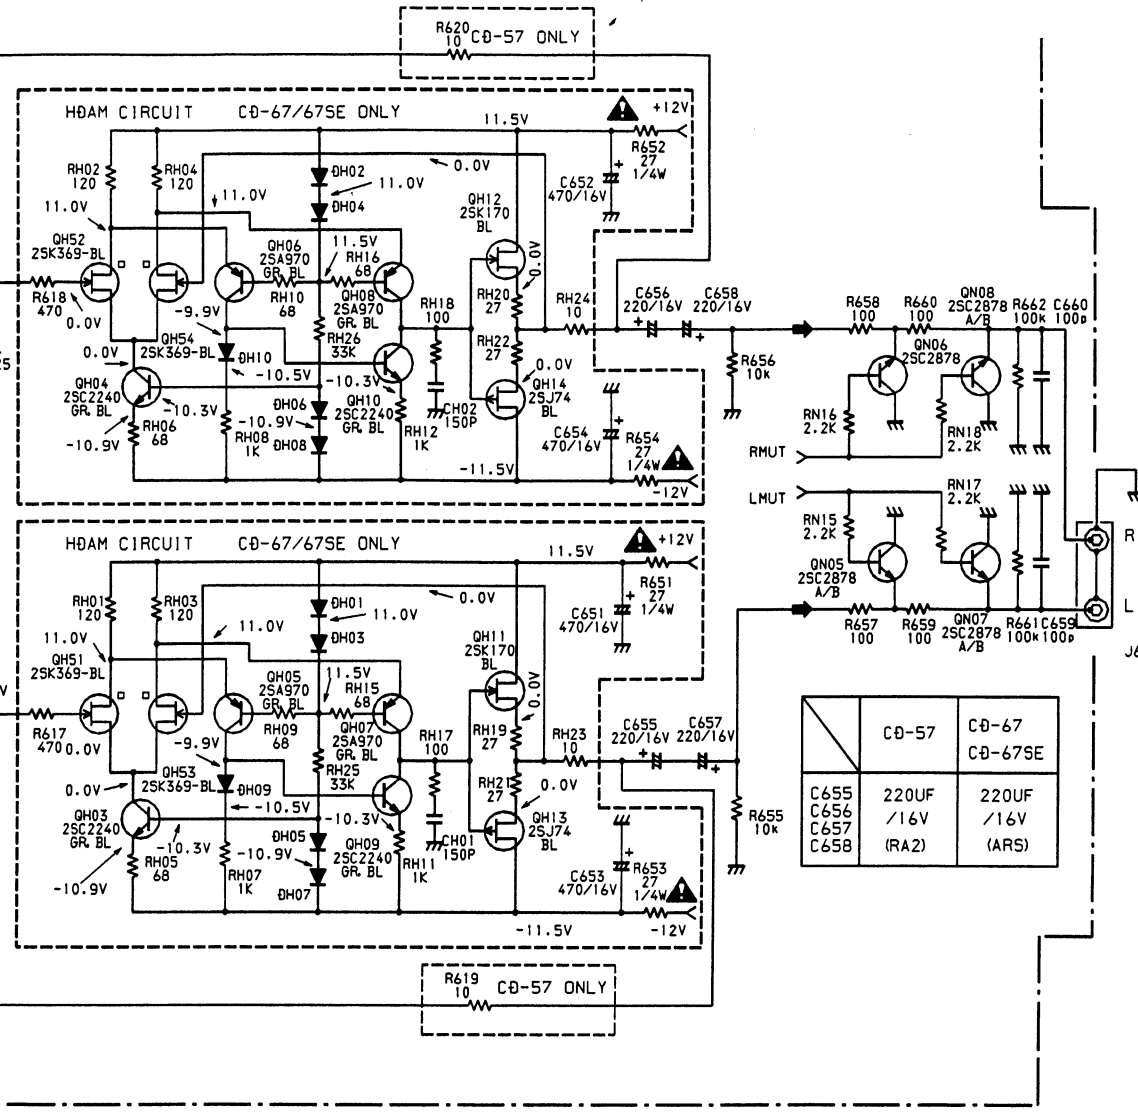 R620
10
CD-57 ONLY
HDAM CIRCUIT
CD-67/67SE ONLY
11.5V
+12V
R652
27
1/4W
RH02
120
RH04
120
11.0V
11.0V
DH02
11.0V
DH04
0.0V
C652
470/16V
QH12
2SK170
BL
QH52
2SK369-BL
QH06
2SA970
GR. BL
11.5V
RH16
68
0.0V
R618
470
0.0V
RH10
68
QH08
2SA970
GR. BL
RH18
100
RH20
27
RH24
10
C656
220/16V
C658
220/16V
-9.9V
QH54
2SK369-BL
RH26
33K
RH22
27
0.0V
DH10
-10.5V
-10.3V
0.0V
QH04
2SC2240
GR. BL
-10.3V
DH06
-10.9V
QH10
2SC2240
GR. BL
CH02
150P
QH14
2SJ74
BL
-10.9V
RH06
68
RH08
1K
DH08
RH12
1K
C654
470/16V
R654
27
1/4W
-11.5V
-12V
R656
10k
R658
100
R660
100
QN08
2SC2878
A/B
R662
100k
C660
100p
QN06
2SC2878
RN16
2.2K
RN18
2.2K
RMUT
LMUT
RN17
2.2K
RN15
2.2K
QN05
2SC2878
A/B
R657
100
R659
100
QN07
2SC2878
A/B
R661
100k
C659
100p
R
L
J6
25
HDAM CIRCUIT
CD-67/67SE ONLY
11.5V
+12V
R651
27
1/4W
RH01
120
RH03
120
11.0V
11.0V
DH01
11.0V
DH03
0.0V
C651
470/16V
QH11
2SK170
BL
QH51
2SK369-BL
QH05
2SA970
GR. BL
11.5V
RH15
68
0.0V
V
R617
470
0.0V
RH09
68
QH07
2SA970
GR. BL
RH17
100
RH19
27
RH23
10
C655
220/16V
C657
220/16V
-9.9V
QH53
2SK369-BL
RH25
33K
RH21
27
0.0V
DH09
-10.5V
-10.3V
0.0V
QH03
2SC2240
GR. BL
-10.3V
DH05
-10.9V
QH09
2SC2240
GR. BL
CH01
150P
QH13
2SJ74
BL
-10.9V
RH05
68
RH07
1K
DH07
RH11
1K
C653
470/16V
R653
27
1/4W
-11.5V
-12V
R655
10k
CD-57
CD-67
CD-67SE
C655
C656
C657
C658
220UF
/16V
(RA2)
220UF
/16V
(ARS)
R619
10
CD-57 ONLY